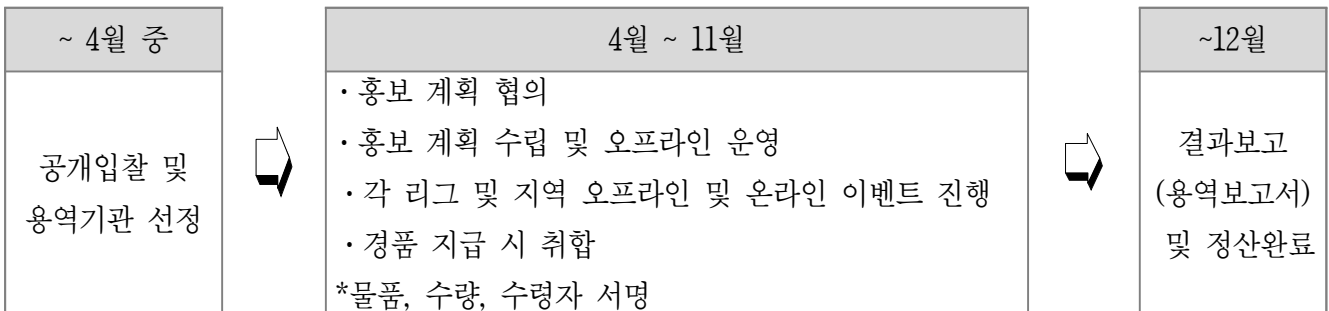 ~ 4월 중
공개입찰 및
용역기관 선정
4월 ~ 11월
·홍보 계획 협의
·홍보 계획 수립 및 오프라인 운영
·각 리그 및 지역 오프라인 및 온라인 이벤트 진행
·경품 지급 시 취합
*물품, 수량, 수령자 서명
~12월
결과보고
(용역보고서)
및 정산완료